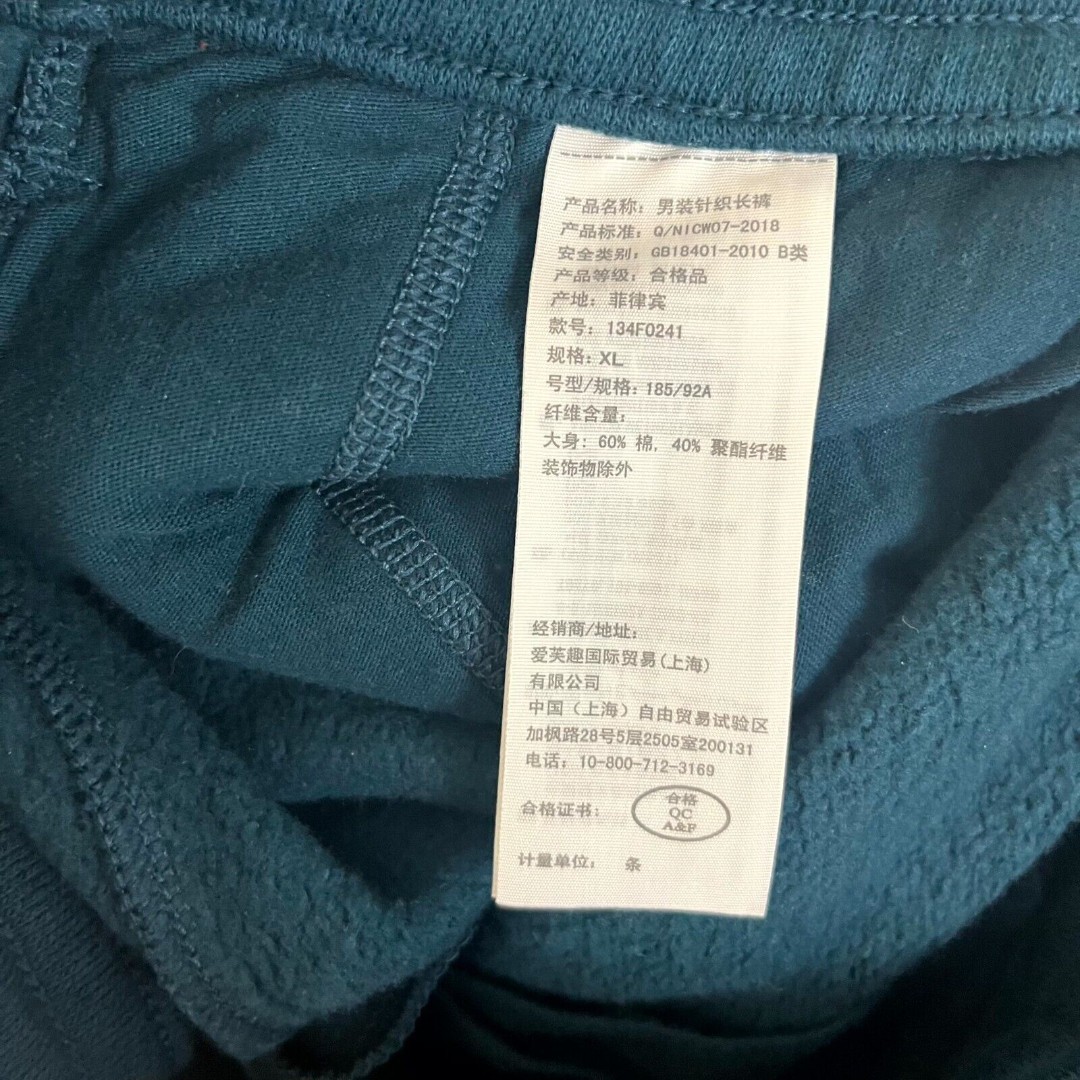 产品名称: 男装针织长裤
产品标准: Q/NICW07-2018
安全类别: GB18401-2010 B类
产品等级: 合格品
产地: 菲律宾
款号: 134F0241
规格: XL
号型/规格: 185/92A
纤维含量:
大身: 60% 棉, 40% 聚酯纤维
装饰物除外
经销商/地址:
爱芙趣国际贸易(上海)
有限公司
中国(上海)自由贸易试验区
加枫路28号5层2505室200131
电话: 10-800-712-3169
合格证书: 合格
QC
A&F
计量单位: 条